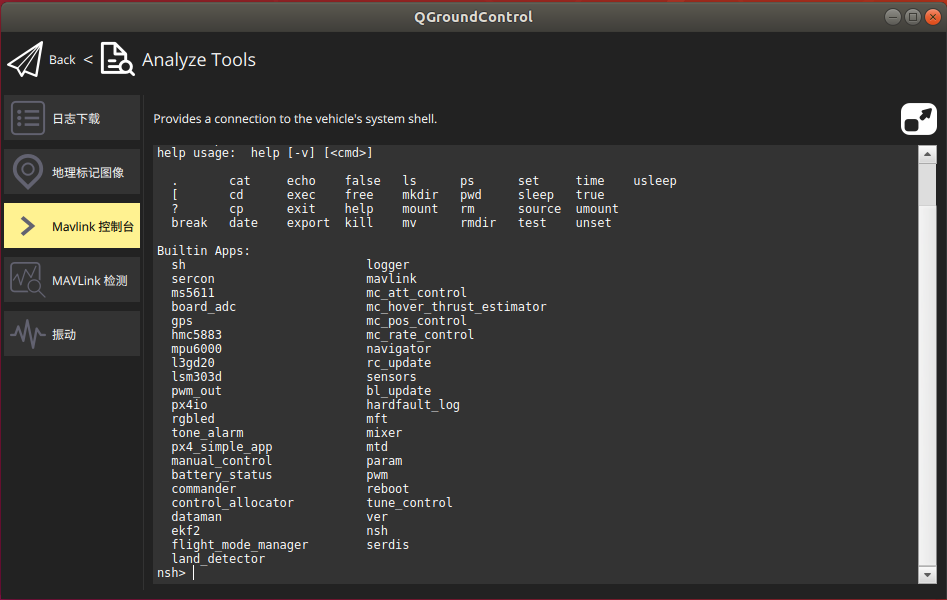 QGroundControl
Back < Analyze Tools
日志下载
地理标记图像
Mavlink 控制台
MAVLink 检测
振动
Provides a connection to the vehicle's system shell.
help usage:  help [-v] [<cmd>]
.       cat     echo    false   ls      ps      set     time    usleep
[       cd      exec    free    mkdir   pwd     sleep   true
?       cp      exit    help    mount   rm      source  umount
break   date    export  kill    mv      rmdir   test    unset
Builtin Apps:
sh                         logger
sercon                     mavlink
ms5611                     mc_att_control
board_adc                  mc_hover_thrust_estimator
gps                        mc_pos_control
hmc5883                    mc_rate_control
mpu6000                    navigator
l3gd20                     rc_update
lsm303d                    sensors
pwm_out                    bl_update
px4io                      hardfault_log
rgbled                     mft
tone_alarm                 mixer
px4_simple_app             mtd
manual_control             param
battery_status             pwm
commander                  reboot
control_allocator          tune_control
dataman                    ver
ekf2                       nsh
flight_mode_manager        serdis
land_detector
nsh>